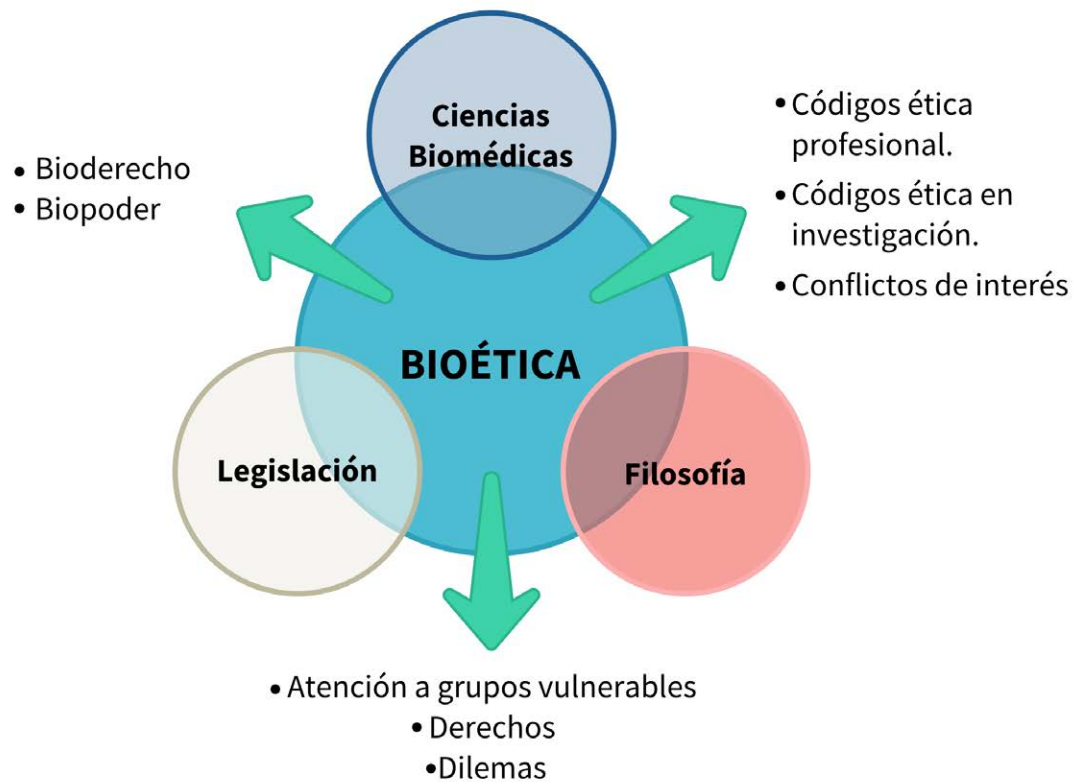 Ciencias
Biomédicas
• Bioderecho
• Biopoder
• Códigos ética
profesional.
• Códigos ética en
investigación.
• Conflictos de interés
BIOÉTICA
Legislación
Filosofía
• Atención a grupos vulnerables
• Derechos
•Dilemas